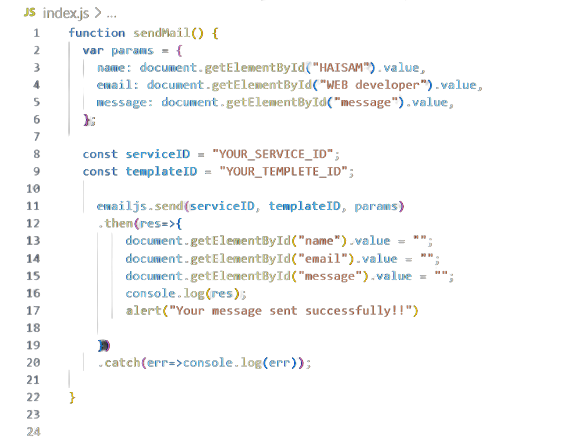 JS index.js > ...
1 function sendMail() {
2 var params = {
3 name: document.getElementById("HAISAM").value,
4 email: document.getElementById("WEB developer").value,
5 message: document.getElementById("message").value,
6 };
7
8 const serviceID = "YOUR_SERVICE_ID";
9 const templateID = "YOUR_TEMPLETE_ID";
10
11 emailjs.send(serviceID, templateID, params)
12 .then(res=>{
13 document.getElementById("name").value = "";
14 document.getElementById("email").value = "";
15 document.getElementById("message").value = "";
16 console.log(res);
17 alert("Your message sent successfully!!")
18
19 })
20 .catch(err=>console.log(err));
21
22 }
23
24